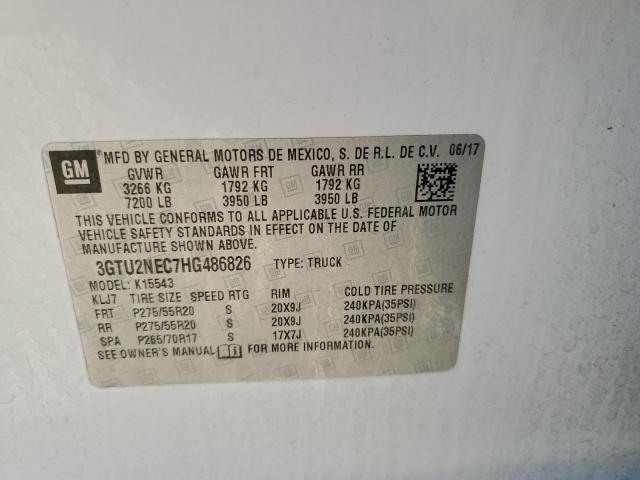 GM MFD BY GENERAL MOTORS DE MEXICO, S. DE R.L. DE C.V. 06/17
GVWR GAWR FRT GAWR RR
3266 KG 1792 KG 1792 KG
7200 LB 3950 LB 3950 LB
THIS VEHICLE CONFORMS TO ALL APPLICABLE U.S. FEDERAL MOTOR
VEHICLE SAFETY STANDARDS IN EFFECT ON THE DATE OF
MANUFACTURE SHOWN ABOVE.
3GTU2NEC7HG486826 TYPE: TRUCK
MODEL: K15543
KLJ7 TIRE SIZE SPEED RTG RIM COLD TIRE PRESSURE
FRT P275/55R20 S 20X9J 240KPA(35PSI)
RR P275/55R20 S 20X9J 240KPA(35PSI)
SPA P265/70R17 S 17X7J 240KPA(35PSI)
SEE OWNER'S MANUAL FOR MORE INFORMATION.